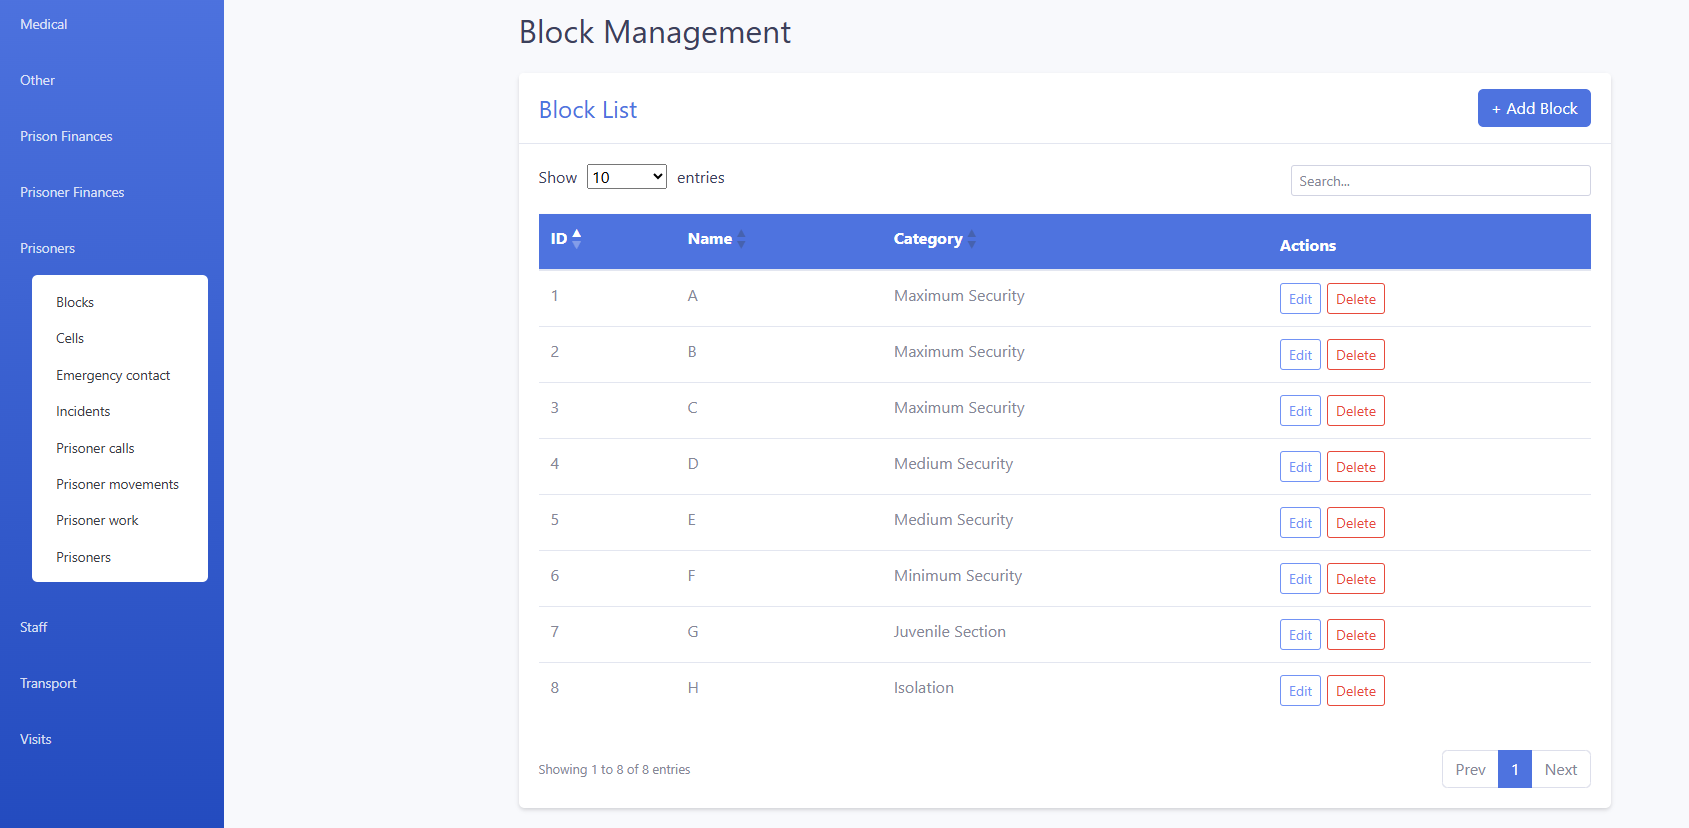 Medical
Other
Prison Finances
Prisoner Finances
Prisoners
Blocks
Cells
Emergency contact
Incidents
Prisoner calls
Prisoner movements
Prisoner work
Prisoners
Staff
Transport
Visits
Block Management
Block List
+ Add Block
Show 10 entries
Search...
ID Name Category Actions
1 A Maximum Security Edit Delete
2 B Maximum Security Edit Delete
3 C Maximum Security Edit Delete
4 D Medium Security Edit Delete
5 E Medium Security Edit Delete
6 F Minimum Security Edit Delete
7 G Juvenile Section Edit Delete
8 H Isolation Edit Delete
Showing 1 to 8 of 8 entries
Prev 1 Next